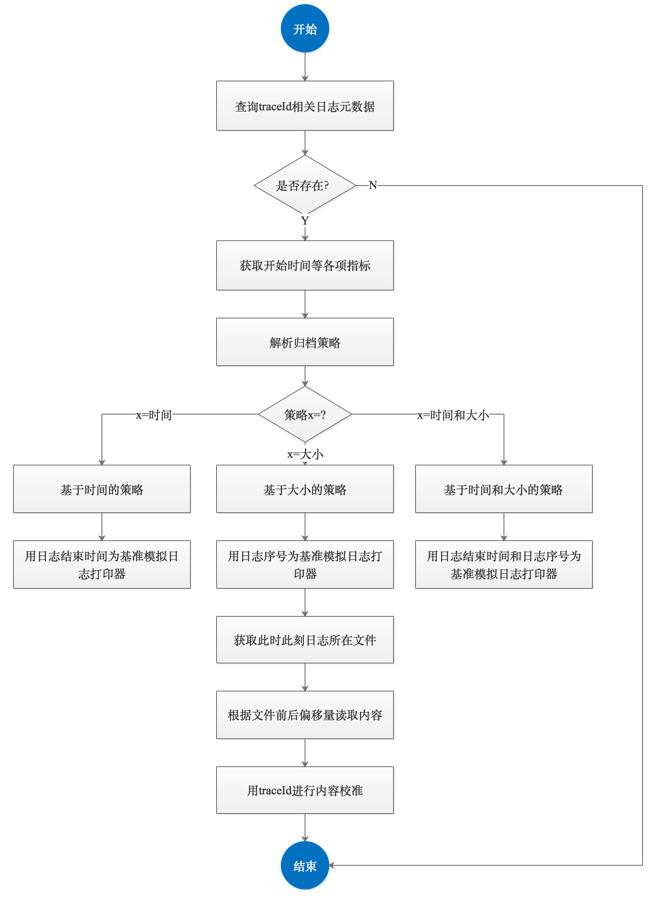 开始
查询traceId相关日志元数据
是否存在?
N
Y
获取开始时间等各项指标
解析归档策略
x=时间
策略x=?
x=时间和大小
x=大小
基于时间的策略
基于大小的策略
基于时间和大小的策略
用日志结束时间为基准模拟日
志打印器
用日志序号为基准模拟日志打
印器
用日志结束时间和日志序号为
基准模拟日志打印器
获取此时此刻日志所在文件
根据文件前后偏移量读取内容
用traceId进行内容校准
结束